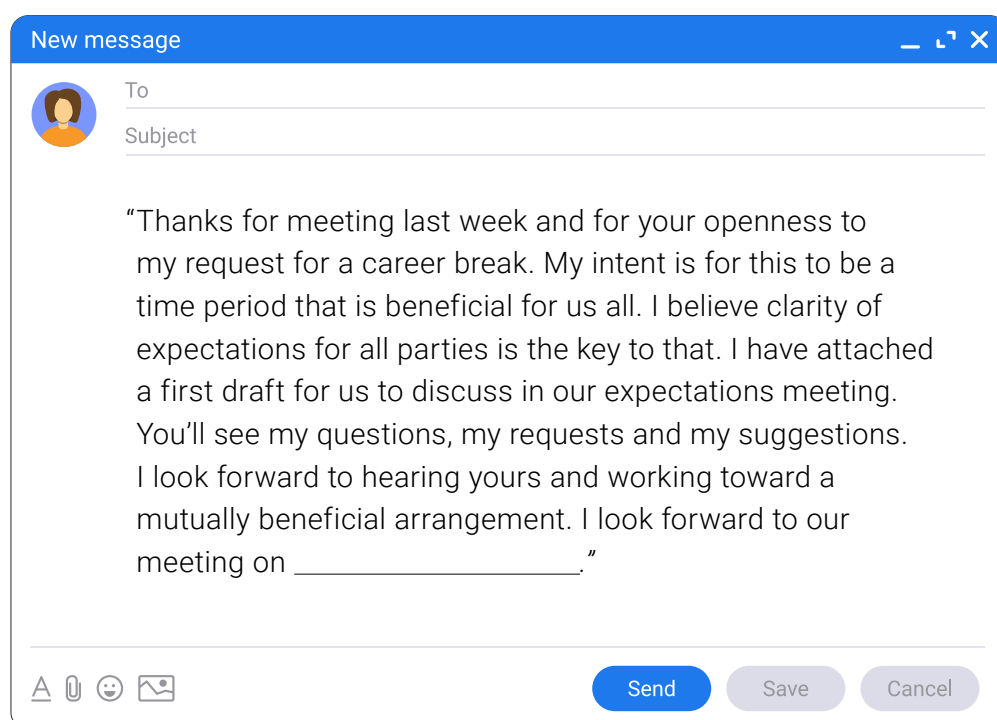 New message
To
Subject
“Thanks for meeting last week and for your openness to
my request for a career break. My intent is for this to be a
time period that is beneficial for us all. I believe clarity of
expectations for all parties is the key to that. I have attached
a first draft for us to discuss in our expectations meeting.
You’ll see my questions, my requests and my suggestions.
I look forward to hearing yours and working toward a
mutually beneficial arrangement. I look forward to our
meeting on ____________________.”
A
Send Save Cancel